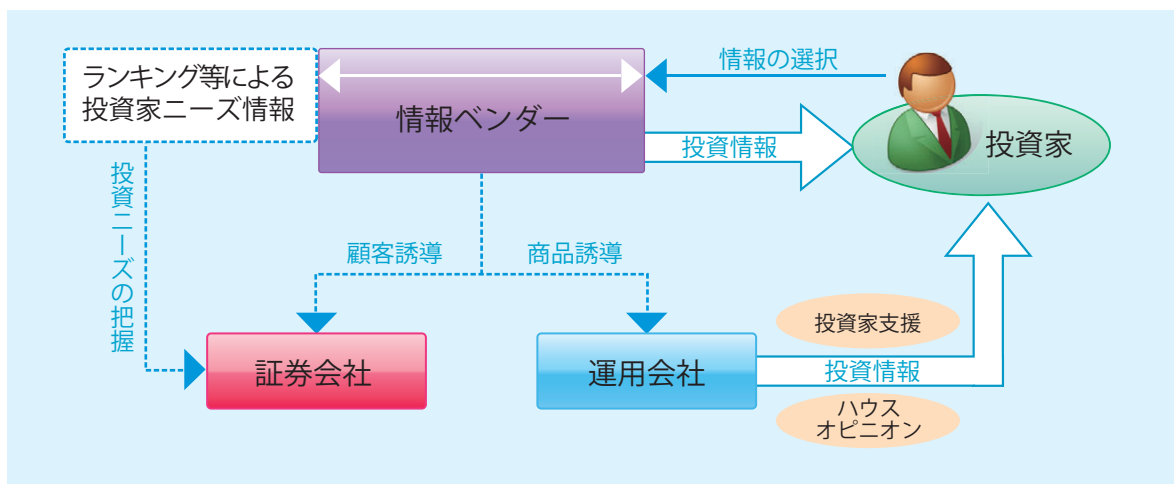 ランキング等による
投資家ニーズ情報
情報ベンダー
情報の選択
投資情報
投資家
投資ニーズの把握
顧客誘導
商品誘導
証券会社
運用会社
投資家支援
投資情報
ハウス
オピニオン